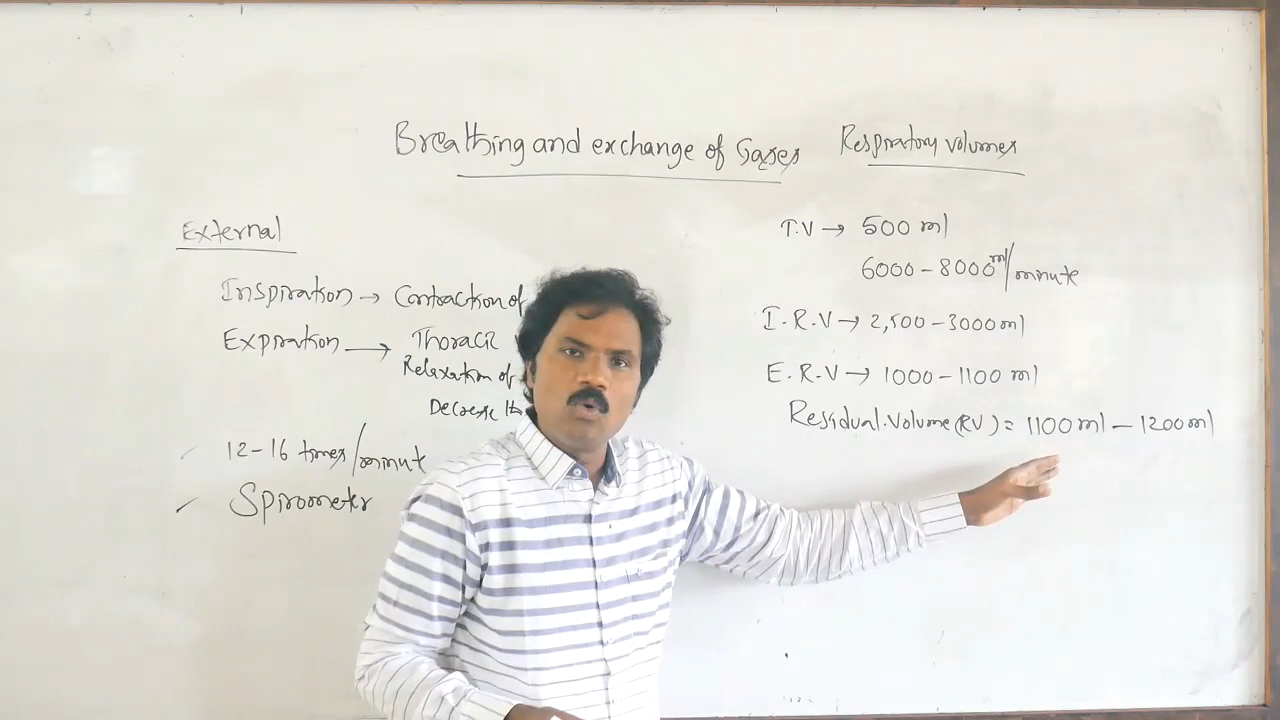 Breathing and exchange of Gases
Respiratory volumes
External
Inspiration → Contraction of
Expiration → Thoracic
Relaxation of
Decrease th
12-16 times/minute
Spirometer
T.V → 500 ml
6000-8000 ml/minute
I.R.V → 2,500-3000 ml
E.R.V → 1000-1100 ml
Residual.Volume(RV) = 1100 ml - 1200 ml